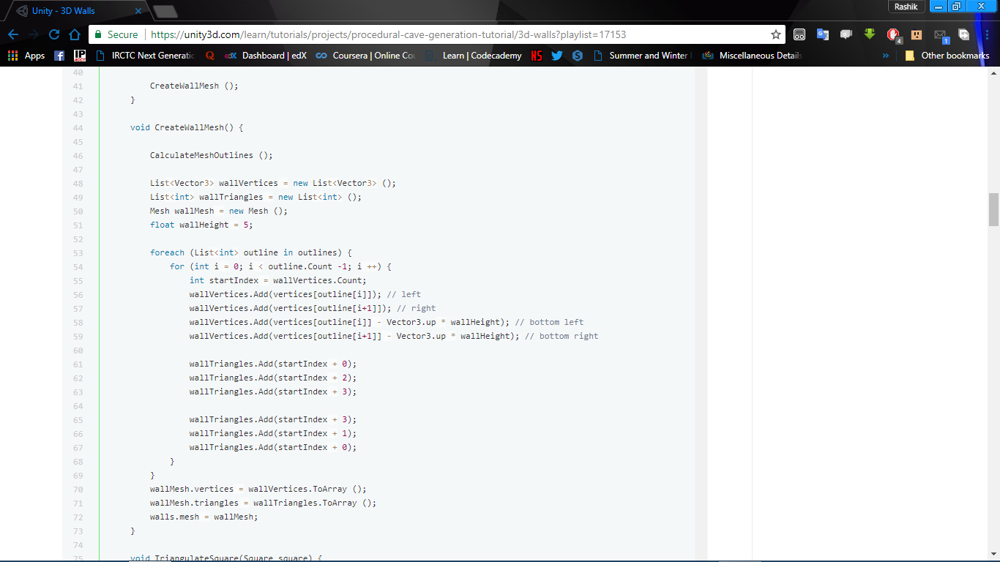 Unity - 3D Walls
Rashik
Secure https://unity3d.com/learn/tutorials/projects/procedural-cave-generation-tutorial/3d-walls?playlist=17153
4
1
Apps IRCTC Next Generatic Dashboard | edX Coursera | Online Co Learn | Codecademy NS Summer and Winter Miscellaneous Details » Other bookmarks
40
41 CreateWallMesh ();
42 }
43
44 void CreateWallMesh() {
45
46 CalculateMeshOutlines ();
47
48 List<Vector3> wallVertices = new List<Vector3> ();
49 List<int> wallTriangles = new List<int> ();
50 Mesh wallMesh = new Mesh ();
51 float wallHeight = 5;
52
53 foreach (List<int> outline in outlines) {
54 for (int i = 0; i < outline.Count -1; i ++) {
55 int startIndex = wallVertices.Count;
56 wallVertices.Add(vertices[outline[i]]); // left
57 wallVertices.Add(vertices[outline[i+1]]); // right
58 wallVertices.Add(vertices[outline[i]] - Vector3.up * wallHeight); // bottom left
59 wallVertices.Add(vertices[outline[i+1]] - Vector3.up * wallHeight); // bottom right
60
61 wallTriangles.Add(startIndex + 0);
62 wallTriangles.Add(startIndex + 2);
63 wallTriangles.Add(startIndex + 3);
64
65 wallTriangles.Add(startIndex + 3);
66 wallTriangles.Add(startIndex + 1);
67 wallTriangles.Add(startIndex + 0);
68 }
69 }
70 wallMesh.vertices = wallVertices.ToArray ();
71 wallMesh.triangles = wallTriangles.ToArray ();
72 walls.mesh = wallMesh;
73 }
74
75 void TriangulateSquare(Square square) {